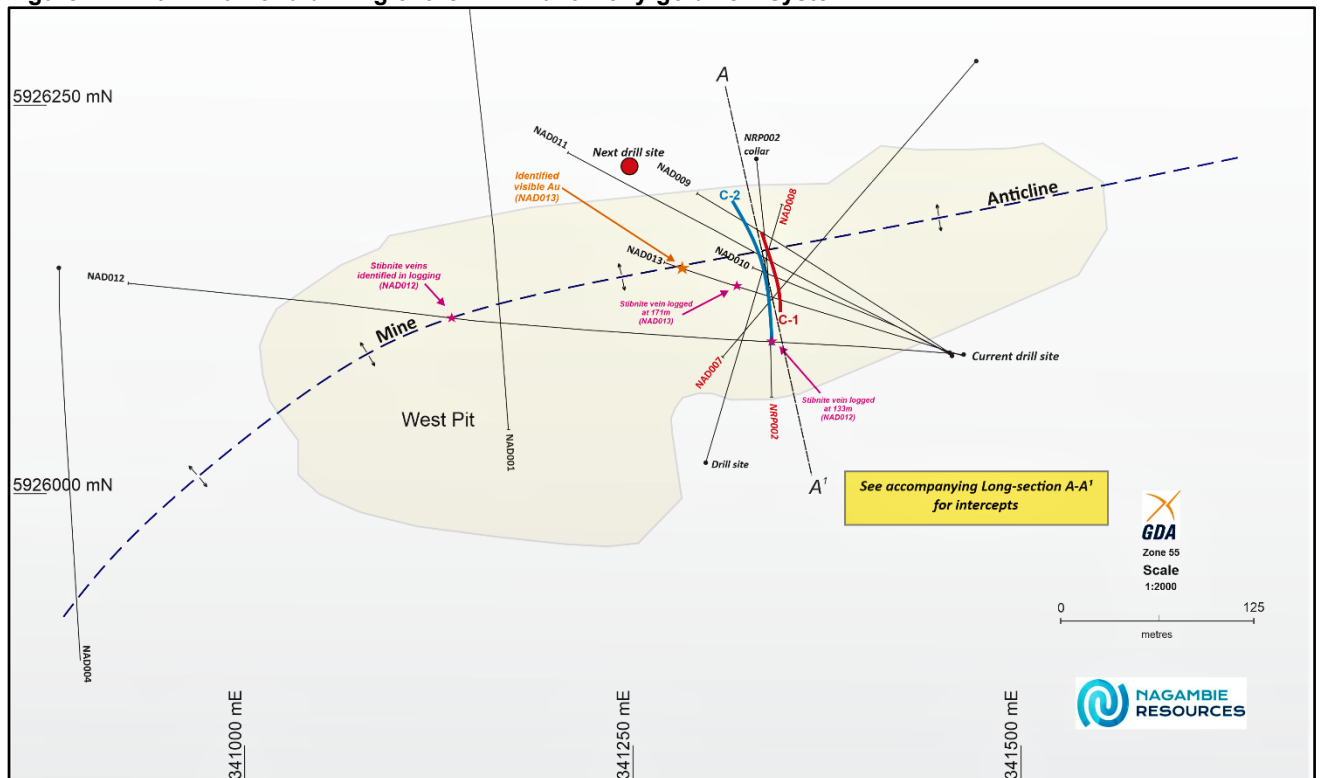 5926250 mN
A
NAD011
Next drill site
NRP002
collar
NAD009
Identified
visible Au
(NAD013)
C-2
NAD008
Anticline
NAD013
NAD010
Stibnite veins
identified in logging
(NAD012)
NAD012
Stibnite vein logged
at 171m
(NAD013)
C-1
Mine
Current drill site
NAD007
Stibnite vein logged
at 133m
(NAD012)
NRP002
West Pit
NAD001
Drill site
A¹
5926000 mN
See accompanying Long-section A-A¹
for intercepts
GDA
Zone 55
Scale
1:2000
0 125
metres
NAD004
341000 mE
341250 mE
341500 mE
NAGAMBIE
RESOURCES